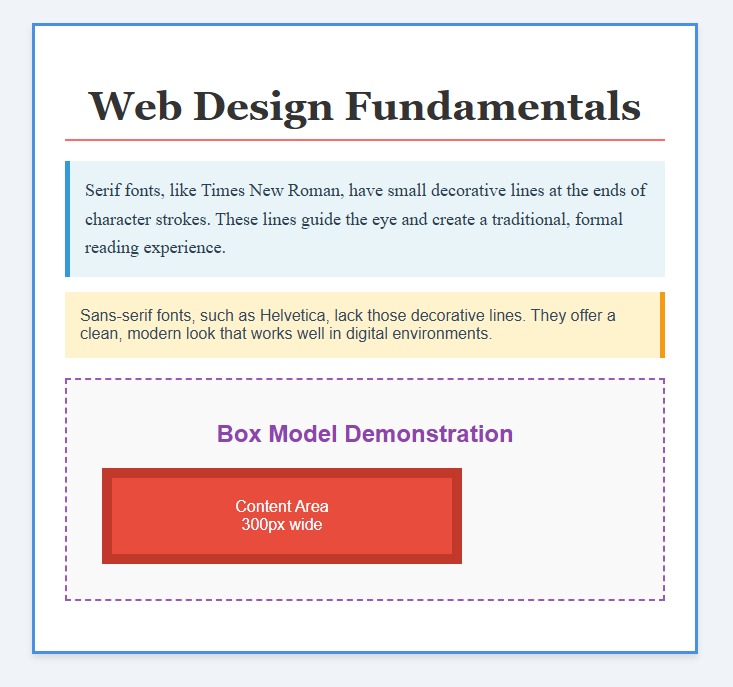 Web Design Fundamentals
Serif fonts, like Times New Roman, have small decorative lines at the ends of
character strokes. These lines guide the eye and create a traditional, formal
reading experience.
Sans-serif fonts, such as Helvetica, lack those decorative lines. They offer a
clean, modern look that works well in digital environments.
Box Model Demonstration
Content Area
300px wide